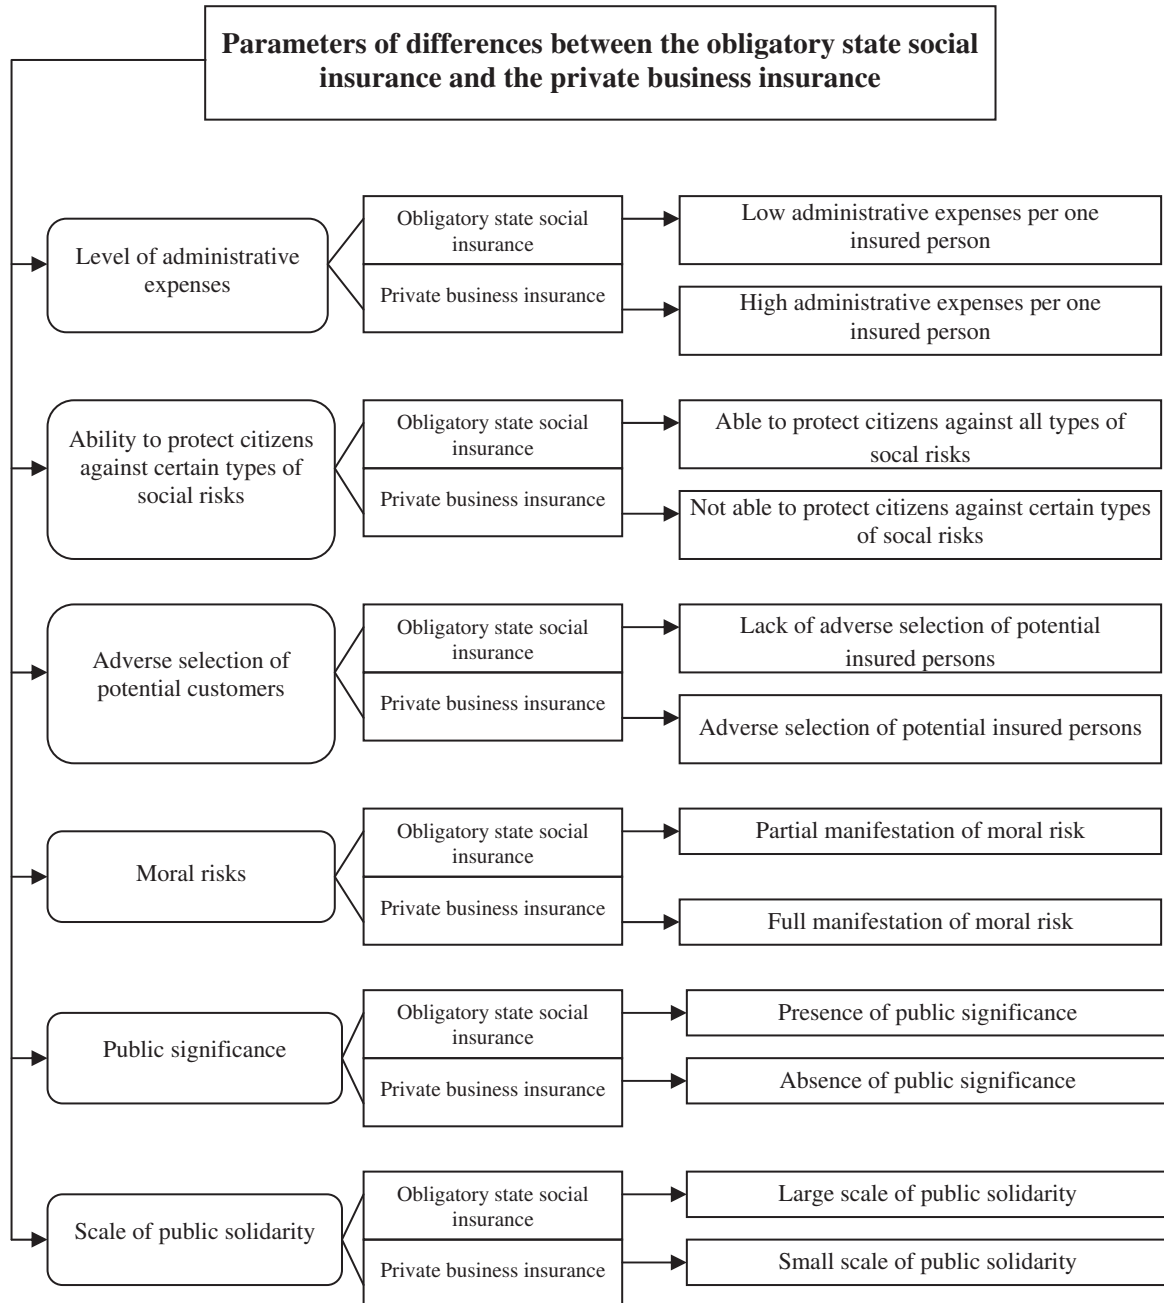 Parameters of differences between the obligatory state social
insurance and the private business insurance
Level of administrative
expenses
Obligatory state social
insurance
Private business insurance
Low administrative expenses per one
insured person
High administrative expenses per one
insured person
Ability to protect citizens
against certain types of
social risks
Obligatory state social
insurance
Private business insurance
Able to protect citizens against all types of
socal risks
Not able to protect citizens against certain types
of socal risks
Adverse selection of
potential customers
Obligatory state social
insurance
Private business insurance
Lack of adverse selection of potential
insured persons
Adverse selection of potential insured persons
Moral risks
Obligatory state social
insurance
Private business insurance
Partial manifestation of moral risk
Full manifestation of moral risk
Public significance
Obligatory state social
insurance
Private business insurance
Presence of public significance
Absence of public significance
Scale of public solidarity
Obligatory state social
insurance
Private business insurance
Large scale of public solidarity
Small scale of public solidarity